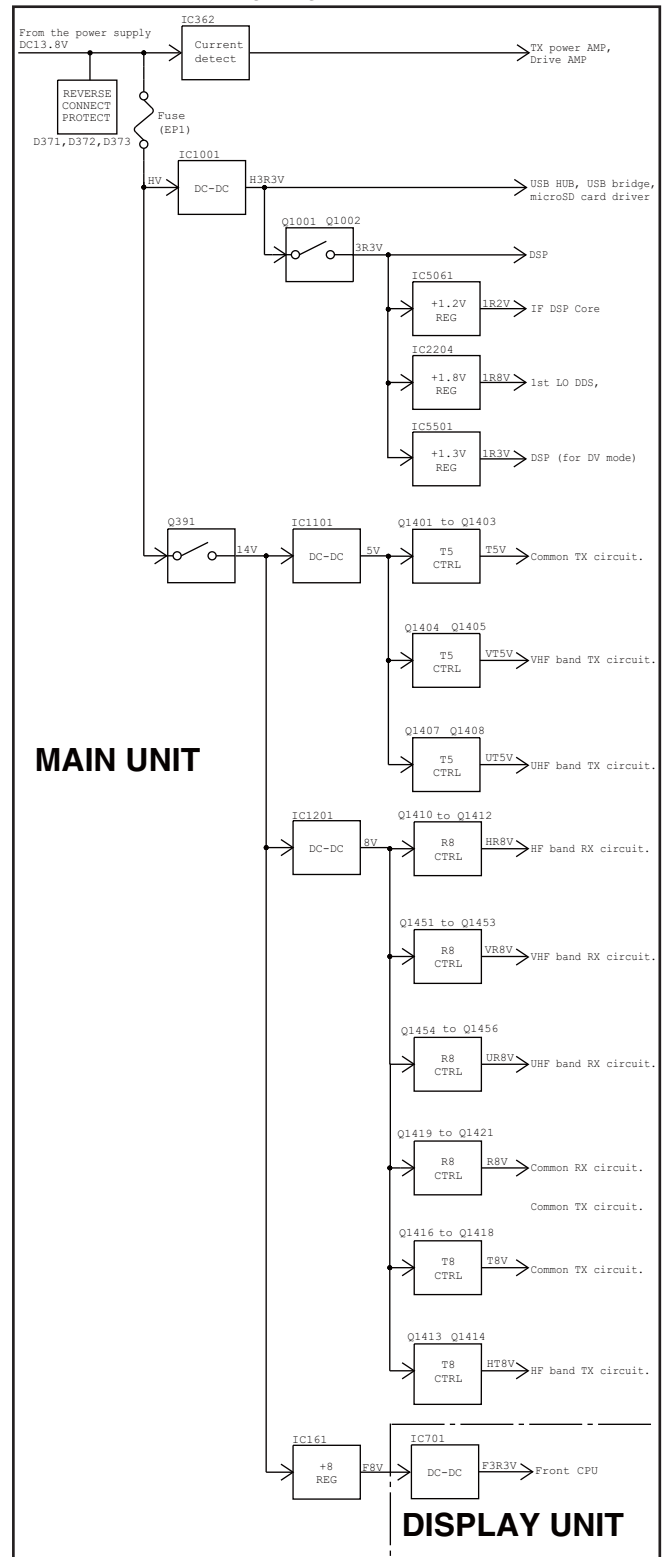 IC362
From the power supply
DC13.8V
Current
detect
TX power AMP,
Drive AMP
REVERSE
CONNECT
PROTECT
D371,D372,D373
Fuse
(EP1)
IC1001
HV
DC-DC
H3R3V
USB HUB, USB bridge,
microSD card driver
Q1001 Q1002
3R3V
DSP
IC5061
+1.2V
REG
1R2V
IF DSP Core
IC2204
+1.8V
REG
1R8V
1st LO DDS,
IC5501
+1.3V
REG
1R3V
DSP (for DV mode)
Q391
14V
IC1101
DC-DC
5V
Q1401 to Q1403
T5
CTRL
T5V
Common TX circuit.
Q1404 Q1405
T5
CTRL
VT5V
VHF band TX circuit.
Q1407 Q1408
T5
CTRL
UT5V
UHF band TX circuit.
MAIN UNIT
IC1201
DC-DC
8V
Q1410 to Q1412
R8
CTRL
HR8V
HF band RX circuit.
Q1451 to Q1453
R8
CTRL
VR8V
VHF band RX circuit.
Q1454 to Q1456
R8
CTRL
UR8V
UHF band RX circuit.
Q1419 to Q1421
R8
CTRL
R8V
Common RX circuit.
Common TX circuit.
Q1416 to Q1418
T8
CTRL
T8V
Common TX circuit.
Q1413 Q1414
T8
CTRL
HT8V
HF band TX circuit.
IC161
+8
REG
F8V
IC701
DC-DC
F3R3V
Front CPU
DISPLAY UNIT